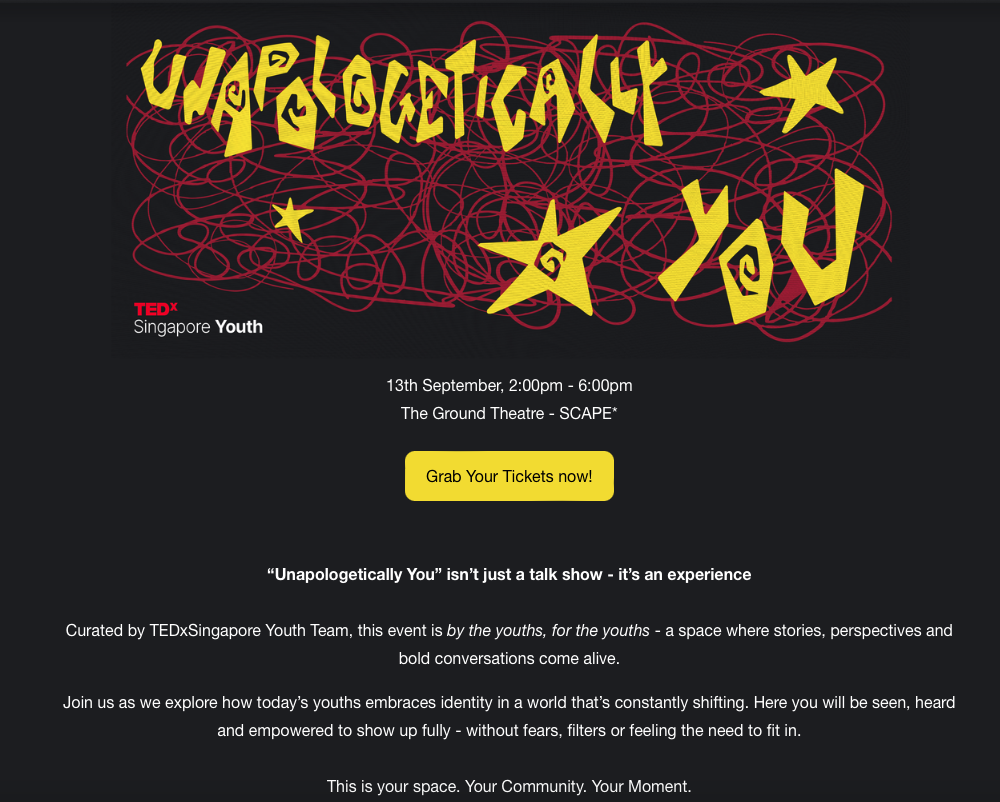 UNAPOLOGETICALLY
YOU
TEDx
Singapore Youth
13th September, 2:00pm - 6:00pm
The Ground Theatre - SCAPE*
Grab Your Tickets now!
“Unapologetically You” isn’t just a talk show - it’s an experience
Curated by TEDxSingapore Youth Team, this event is by the youths, for the youths - a space where stories, perspectives and
bold conversations come alive.
Join us as we explore how today’s youths embraces identity in a world that’s constantly shifting. Here you will be seen, heard
and empowered to show up fully - without fears, filters or feeling the need to fit in.
This is your space. Your Community. Your Moment.